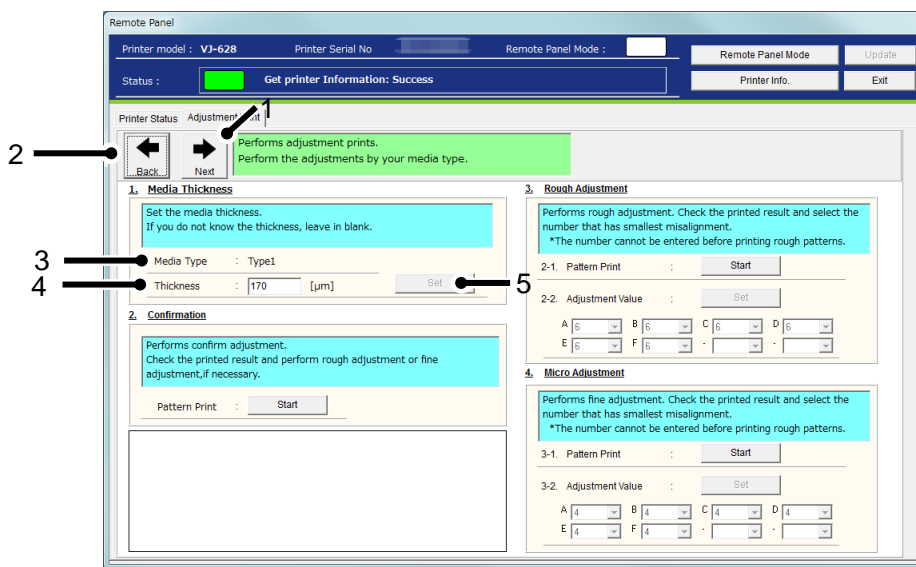 Remote Panel
Printer model : VJ-628 Printer Serial No Remote Panel Mode :
Remote Panel Mode Update
Status : Get printer Information: Success
Printer Info. Exit
1
Printer Status Adjustment
2
Back Next
Performs adjustment prints.
Perform the adjustments by your media type.
1. Media Thickness
Set the media thickness.
If you do not know the thickness, leave in blank.
3
Media Type : Type1
4
Thickness : 170 [µm] Set
5
2. Confirmation
Performs confirm adjustment.
Check the printed result and perform rough adjustment or fine
adjustment,if necessary.
Pattern Print : Start
3. Rough Adjustment
Performs rough adjustment. Check the printed result and select the
number that has smallest misalignment.
*The number cannot be entered before printing rough patterns.
2-1. Pattern Print : Start
2-2. Adjustment Value : Set
A 6 B 6 C 6 D 6
E 6 F 6 - -
4. Micro Adjustment
Performs fine adjustment. Check the printed result and select the
number that has smallest misalignment.
*The number cannot be entered before printing rough patterns.
3-1. Pattern Print : Start
3-2. Adjustment Value : Set
A 4 B 4 C 4 D 4
E 4 F 4 - -